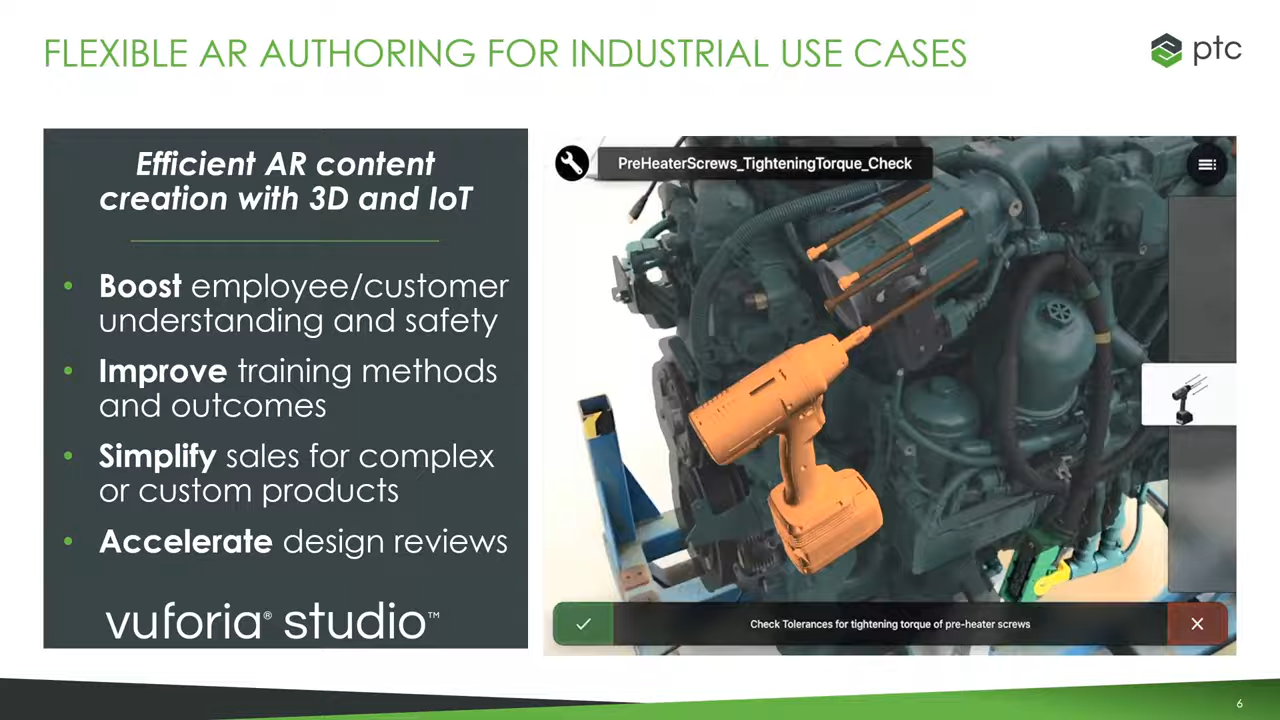 FLEXIBLE AR AUTHORING FOR INDUSTRIAL USE CASES
ptc
Efficient AR content
creation with 3D and IoT
• Boost employee/customer
understanding and safety
• Improve training methods
and outcomes
• Simplify sales for complex
or custom products
• Accelerate design reviews
vuforia® studio™
PreHeaterScrews_TighteningTorque_Check
Check Tolerances for tightening torque of pre-heater screws
6